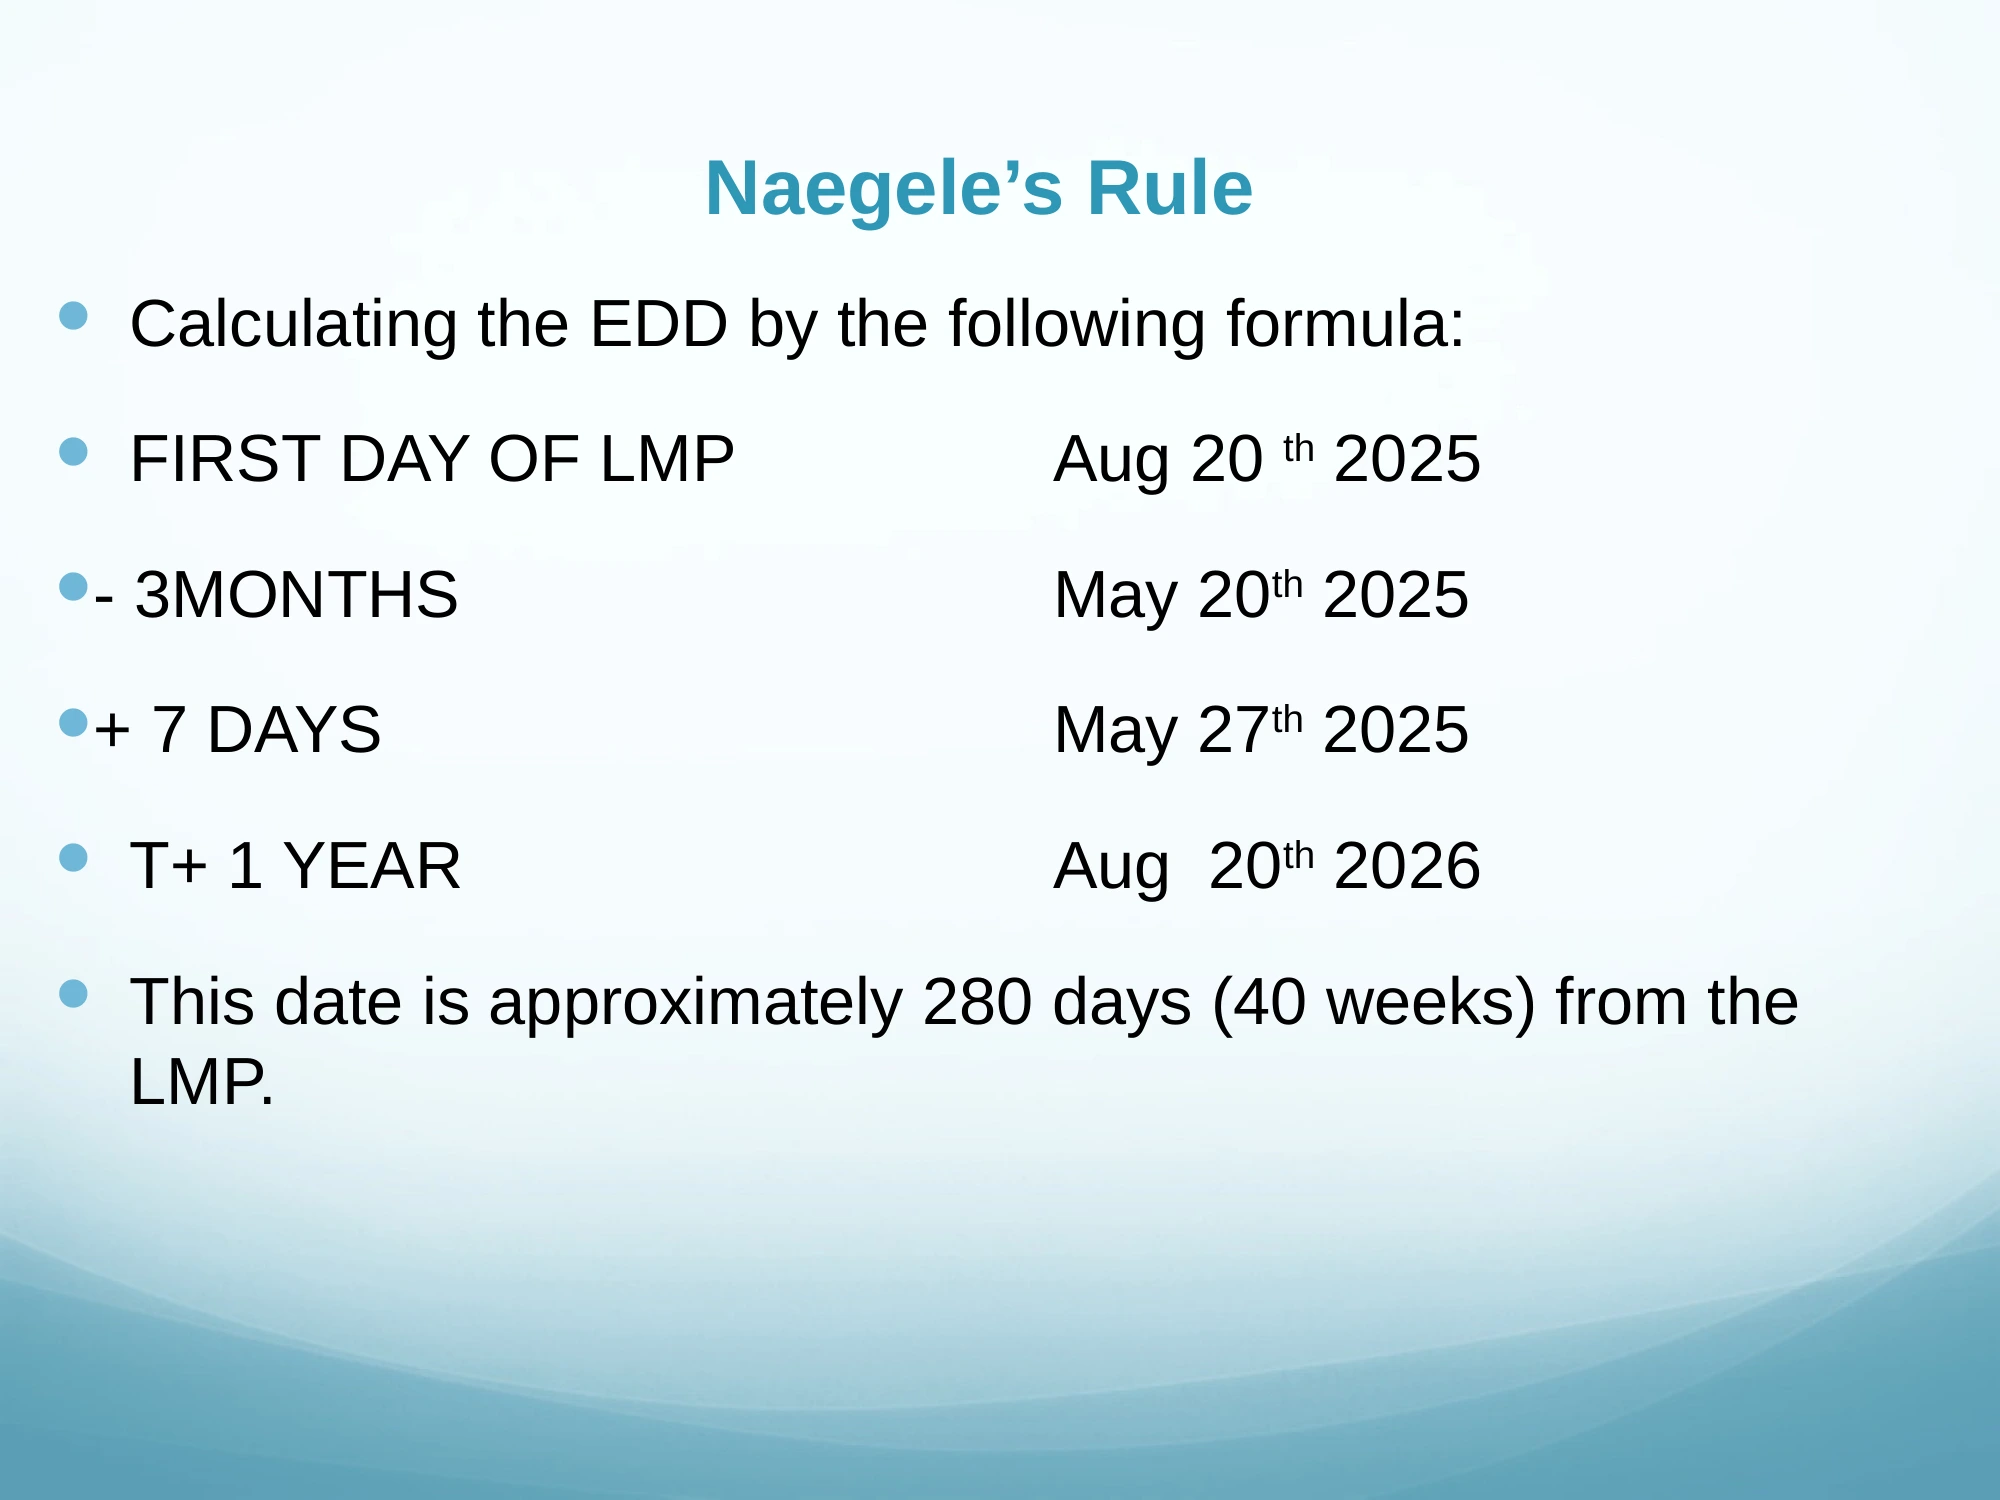 Naegele’s Rule
Calculating the EDD by the following formula:
FIRST DAY OF LMP Aug 20 th 2025
- 3MONTHS May 20th 2025
+ 7 DAYS May 27th 2025
T+ 1 YEAR Aug 20th 2026
This date is approximately 280 days (40 weeks) from the
LMP.